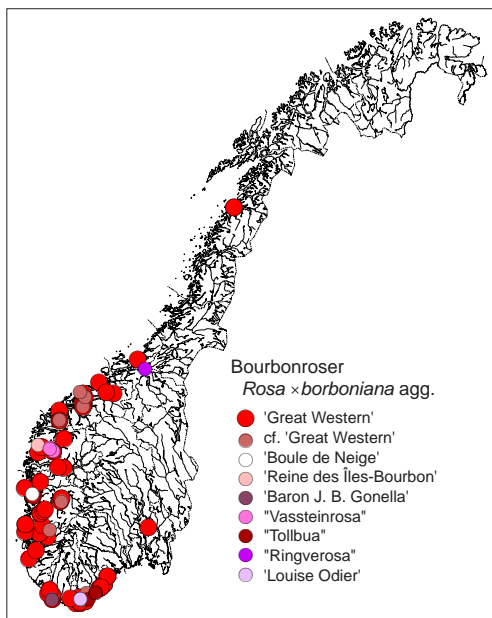 Bourbonroser
Rosa ×borboniana agg.
'Great Western'
cf. 'Great Western'
'Boule de Neige'
'Reine des Îles-Bourbon'
'Baron J. B. Gonella'
"Vassteinrosa"
"Tollbua"
"Ringverosa"
'Louise Odier'